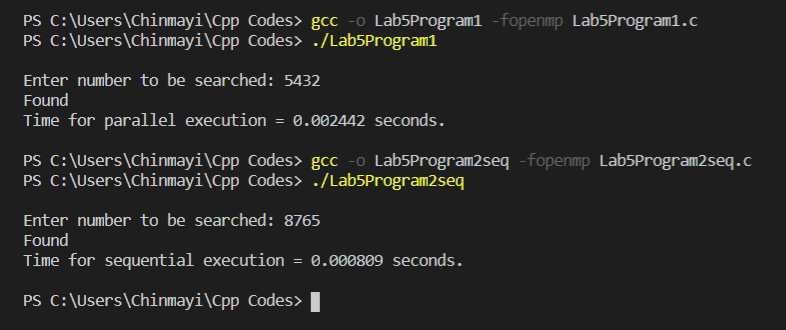 PS C:\Users\Chinmayi\Cpp Codes> gcc -o Lab5Program1 -fopenmp Lab5Program1.c
PS C:\Users\Chinmayi\Cpp Codes> ./Lab5Program1
Enter number to be searched: 5432
Found
Time for parallel execution = 0.002442 seconds.
PS C:\Users\Chinmayi\Cpp Codes> gcc -o Lab5Program2seq -fopenmp Lab5Program2seq.c
PS C:\Users\Chinmayi\Cpp Codes> ./Lab5Program2seq
Enter number to be searched: 8765
Found
Time for sequential execution = 0.000809 seconds.
PS C:\Users\Chinmayi\Cpp Codes>